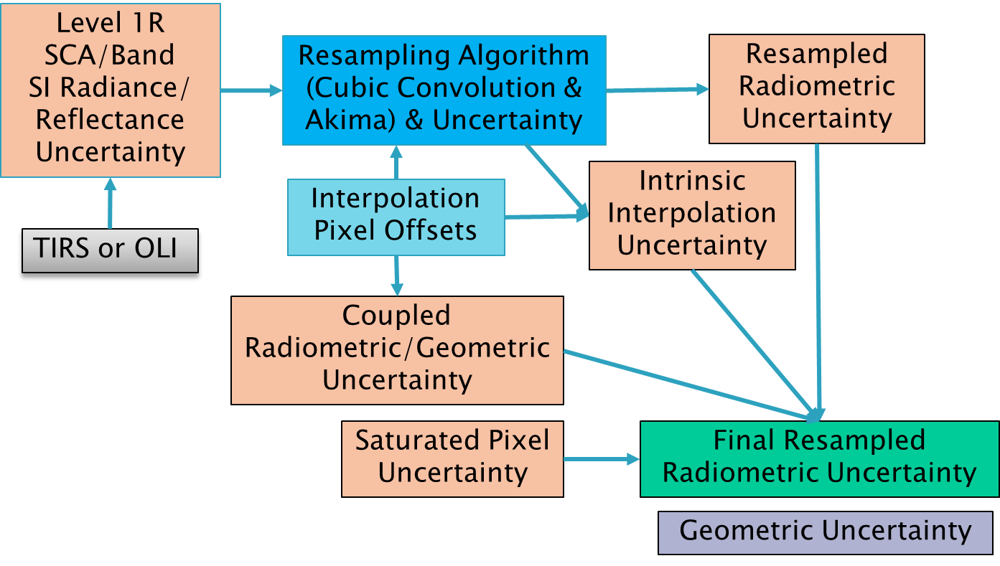 Level 1R
SCA/Band
SI Radiance/
Reflectance
Uncertainty
Resampling Algorithm
(Cubic Convolution &
Akima) & Uncertainty
Resampled
Radiometric
Uncertainty
Interpolation
Pixel Offsets
Intrinsic
Interpolation
Uncertainty
TIRS or OLI
Coupled
Radiometric/Geometric
Uncertainty
Saturated Pixel
Uncertainty
Final Resampled
Radiometric Uncertainty
Geometric Uncertainty